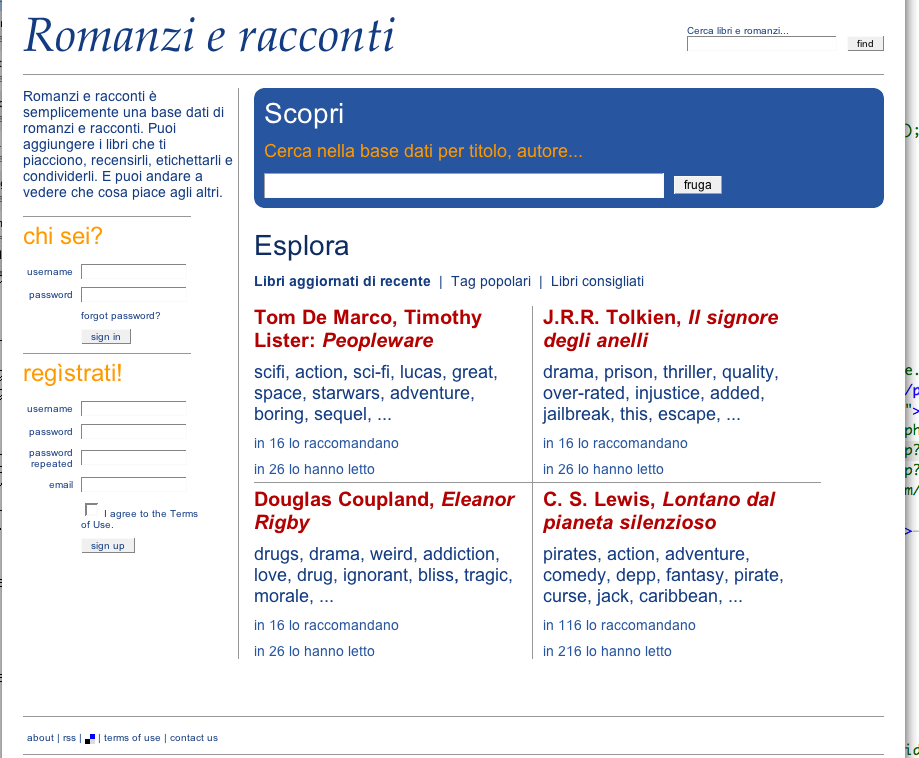 Romanzi e racconti
Cerca libri e romanzi...
find
Romanzi e racconti è
semplicemente una base dati di
romanzi e racconti. Puoi
aggiungere i libri che ti
piacciono, recensirli, etichettarli e
condividerli. E puoi andare a
vedere che cosa piace agli altri.
chi sei?
username
password
forgot password?
sign in
regìstrati!
username
password
password
repeated
email
I agree to the Terms
of Use.
sign up
Scopri
Cerca nella base dati per titolo, autore...
fruga
Esplora
Libri aggiornati di recente | Tag popolari | Libri consigliati
Tom De Marco, Timothy
Lister: Peopleware
scifi, action, sci-fi, lucas, great,
space, starwars, adventure,
boring, sequel, ...
in 16 lo raccomandano
in 26 lo hanno letto
J.R.R. Tolkien, Il signore
degli anelli
drama, prison, thriller, quality,
over-rated, injustice, added,
jailbreak, this, escape, ...
in 16 lo raccomandano
in 26 lo hanno letto
Douglas Coupland, Eleanor
Rigby
drugs, drama, weird, addiction,
love, drug, ignorant, bliss, tragic,
morale, ...
in 16 lo raccomandano
in 26 lo hanno letto
C. S. Lewis, Lontano dal
pianeta silenzioso
pirates, action, adventure,
comedy, depp, fantasy, pirate,
curse, jack, caribbean, ...
in 116 lo raccomandano
in 216 lo hanno letto
about | rss | | terms of use | contact us